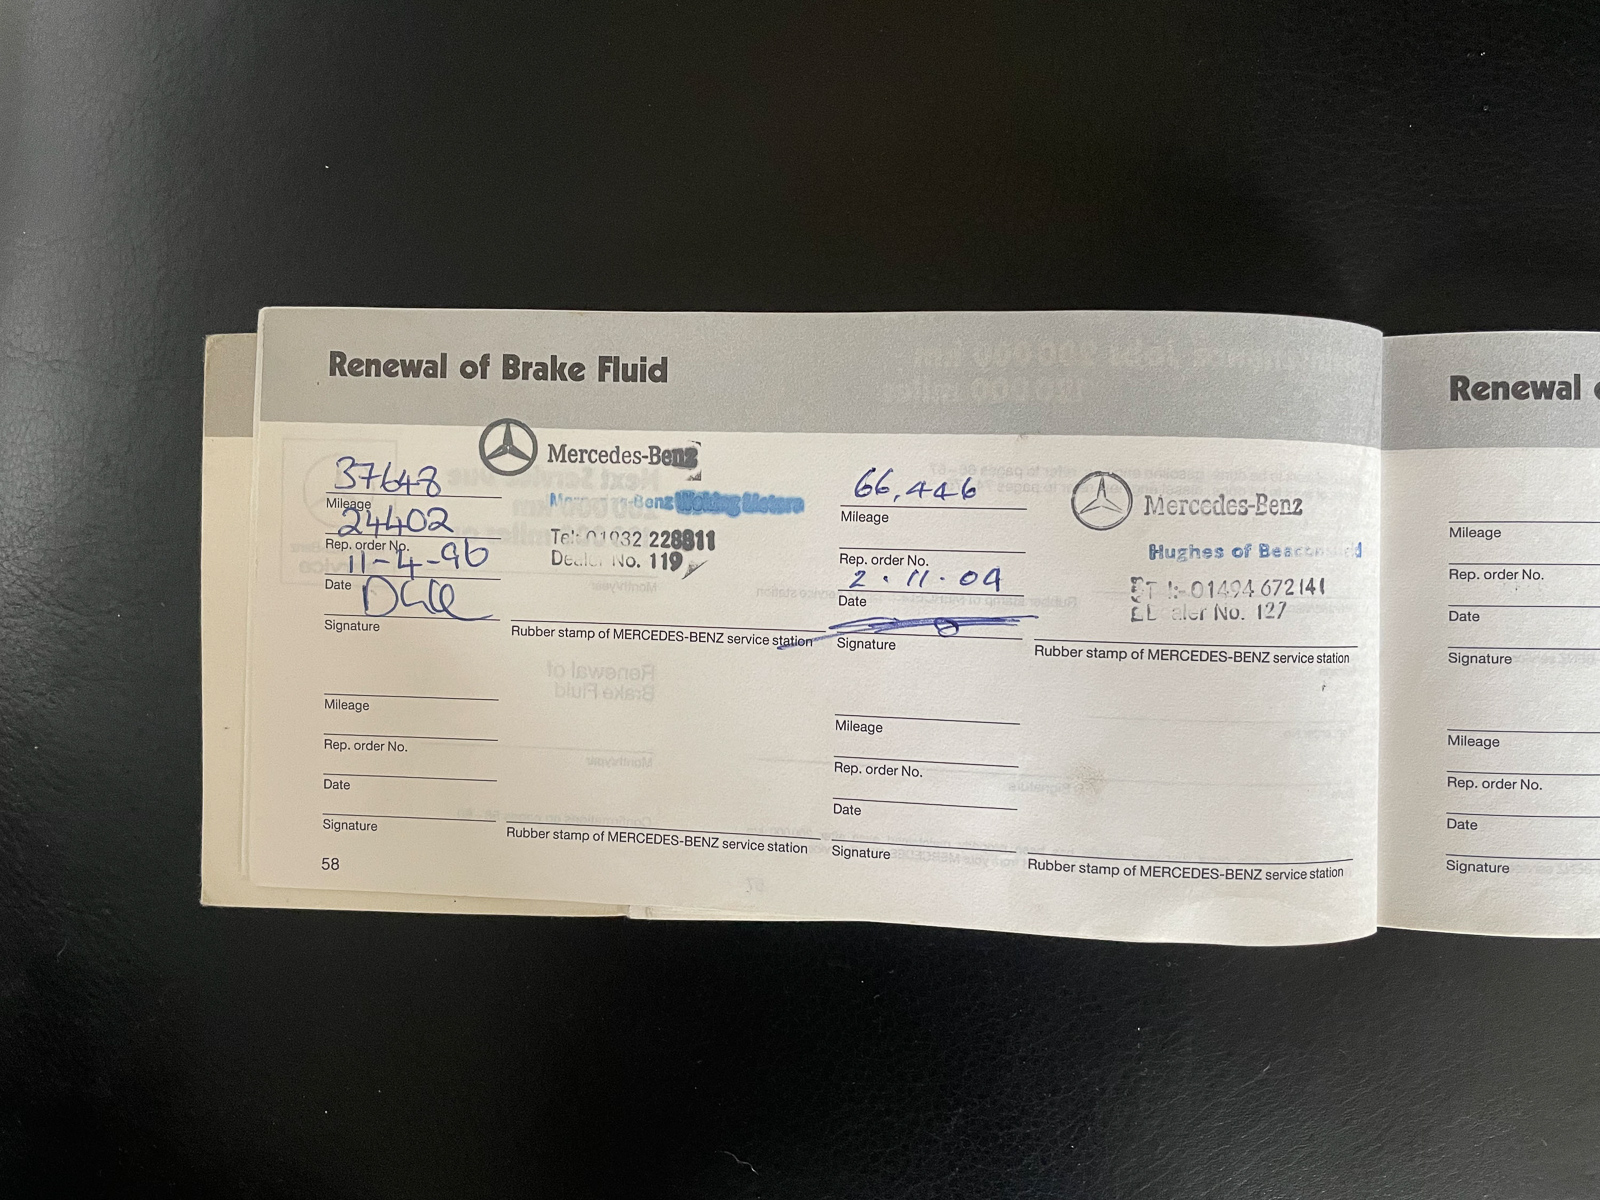 Renewal of Brake Fluid
Mercedes-Benz
37648
Mileage
24402
Rep. order No.
11-4-96
Date
Signature
Tel: 01932 228811
Dealer No. 119
Rubber stamp of MERCEDES-BENZ service station
66,446
Mileage
Rep. order No.
2.11.09
Date
Signature
Mercedes-Benz
Hughes of Beaconsfield
Tel:- 01494 672141
Dealer No. 127
Rubber stamp of MERCEDES-BENZ service station
Mileage
Rep. order No.
Date
Signature
Rubber stamp of MERCEDES-BENZ service station
Mileage
Rep. order No.
Date
Signature
Rubber stamp of MERCEDES-BENZ service station
58
Renewal
Mileage
Rep. order No.
Date
Signature
Mileage
Rep. order No.
Date
Signature